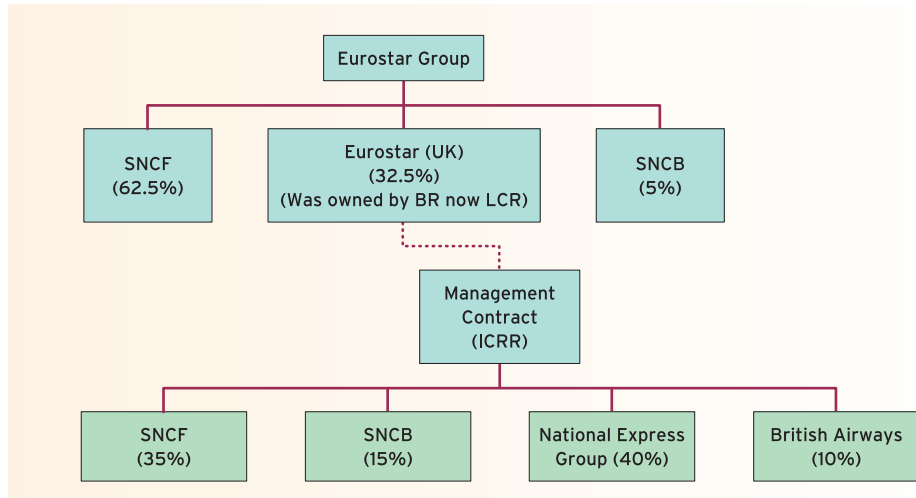 Eurostar Group
SNCF
(62.5%)
Eurostar (UK)
(32.5%)
(Was owned by BR now LCR)
SNCB
(5%)
Management
Contract
(ICRR)
SNCF
(35%)
SNCB
(15%)
National Express
Group (40%)
British Airways
(10%)